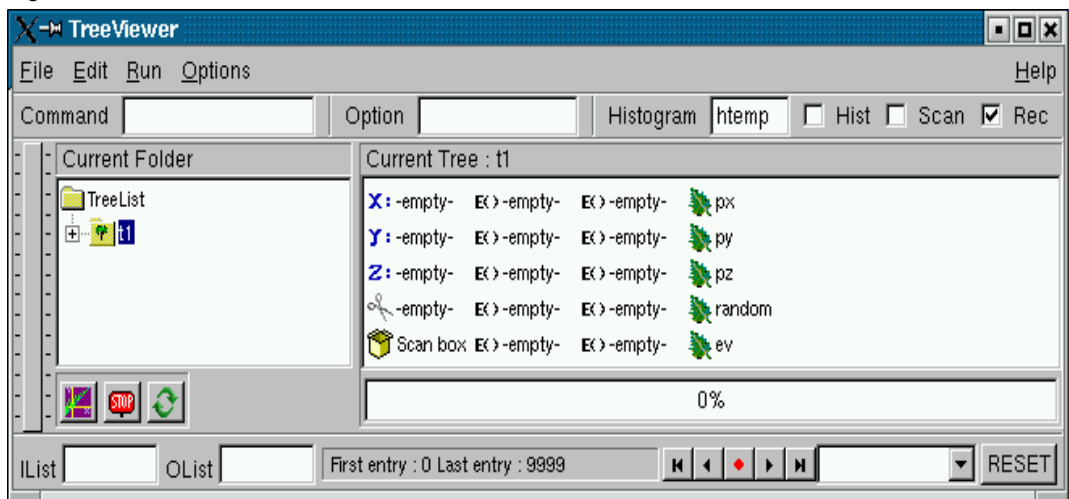 TreeViewer
File Edit Run Options Help
Command Option Histogram htemp Hist Scan Rec
Current Folder
TreeList
t1
Current Tree : t1
X: -empty- E() -empty- E() -empty- px
Y: -empty- E() -empty- E() -empty- py
Z: -empty- E() -empty- E() -empty- pz
-empty- E() -empty- E() -empty- random
Scan box E() -empty- E() -empty- ev
STOP
0%
IList OList First entry : 0 Last entry : 9999 RESET